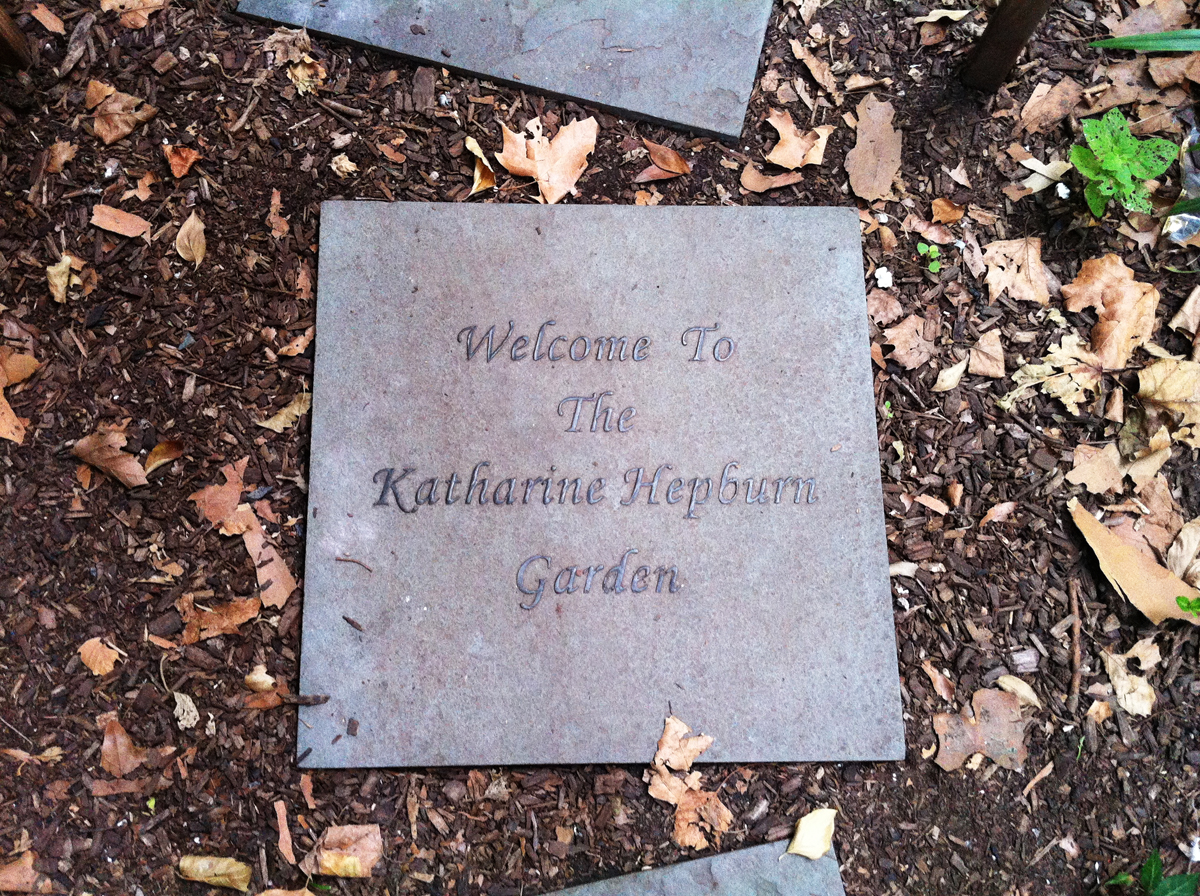 Welcome To
The
Katharine Hepburn
Garden